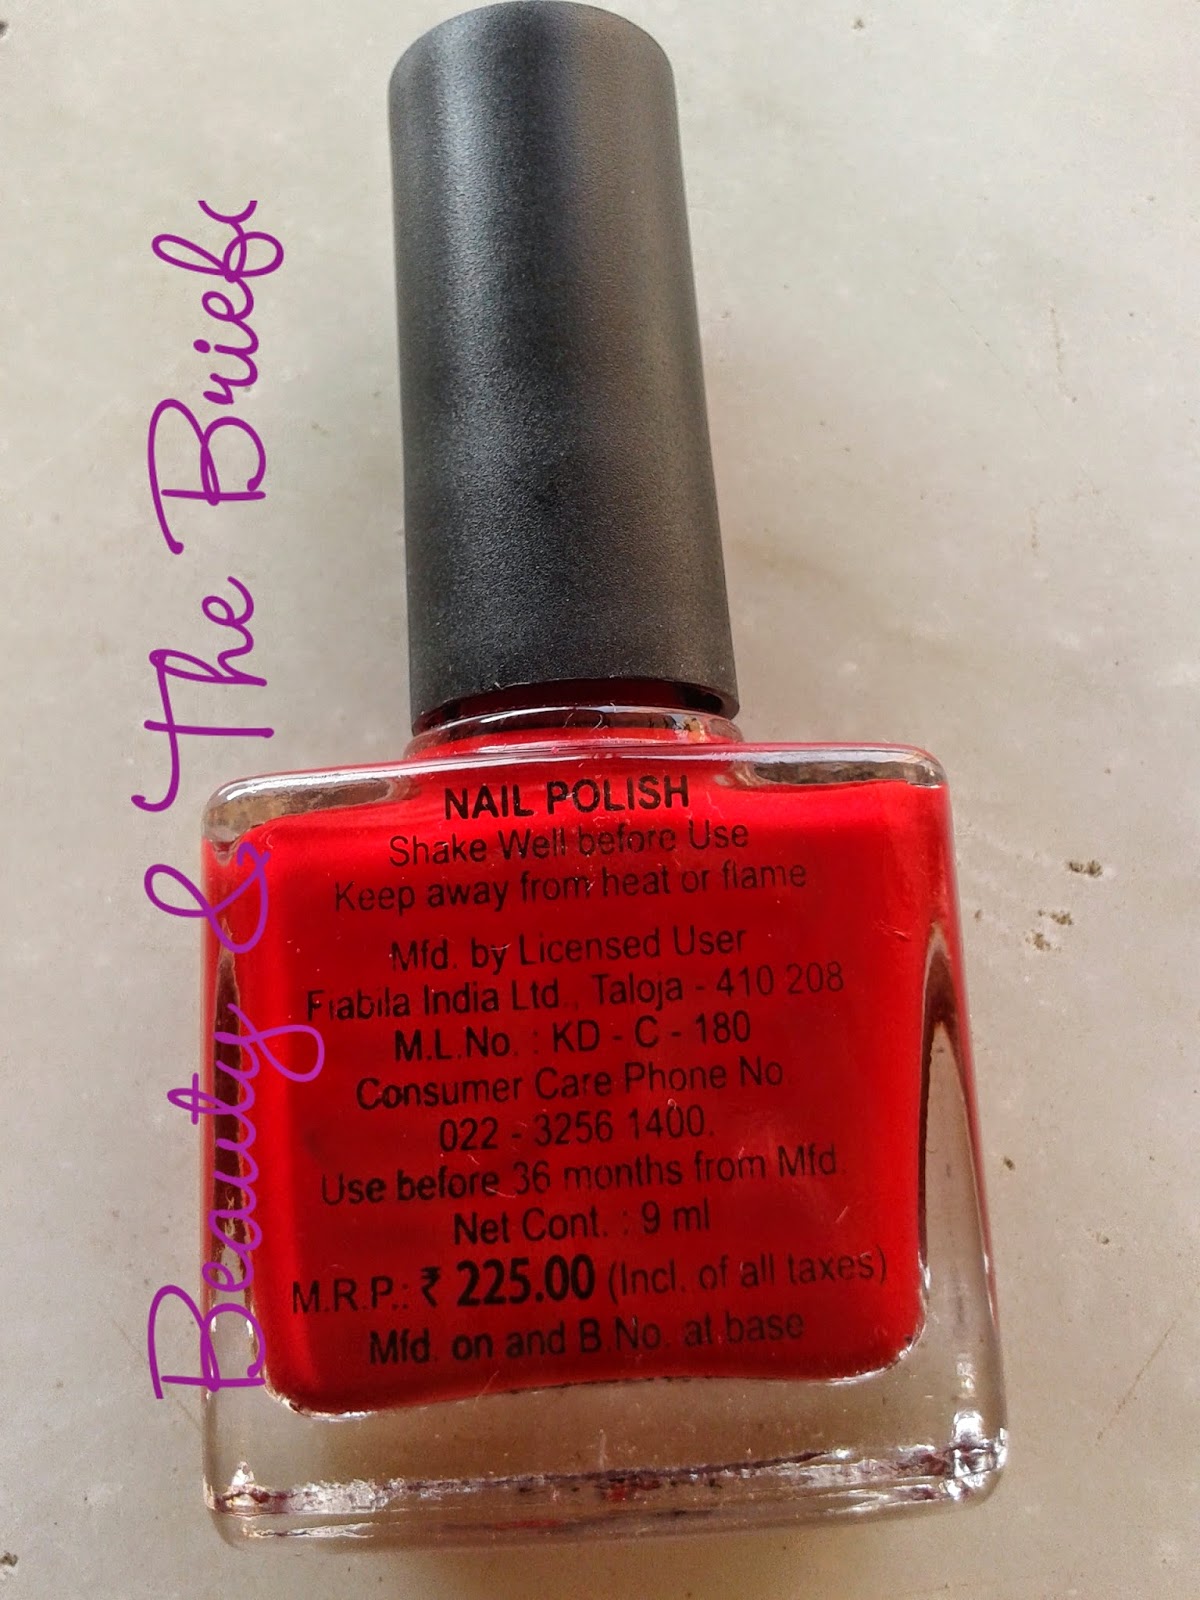 NAIL POLISH
Shake Well before Use
Keep away from heat or flame
Mfd. by Licensed User
Fiabila India Ltd., Taloja - 410 208
M.L.No. : KD - C - 180
Consumer Care Phone No.
022 - 3256 1400.
Use before 36 months from Mfd.
Net Cont. : 9 ml
M.R.P.: ₹ 225.00 (Incl. of all taxes)
Mfd. on and B.No. at base
Beauty & The